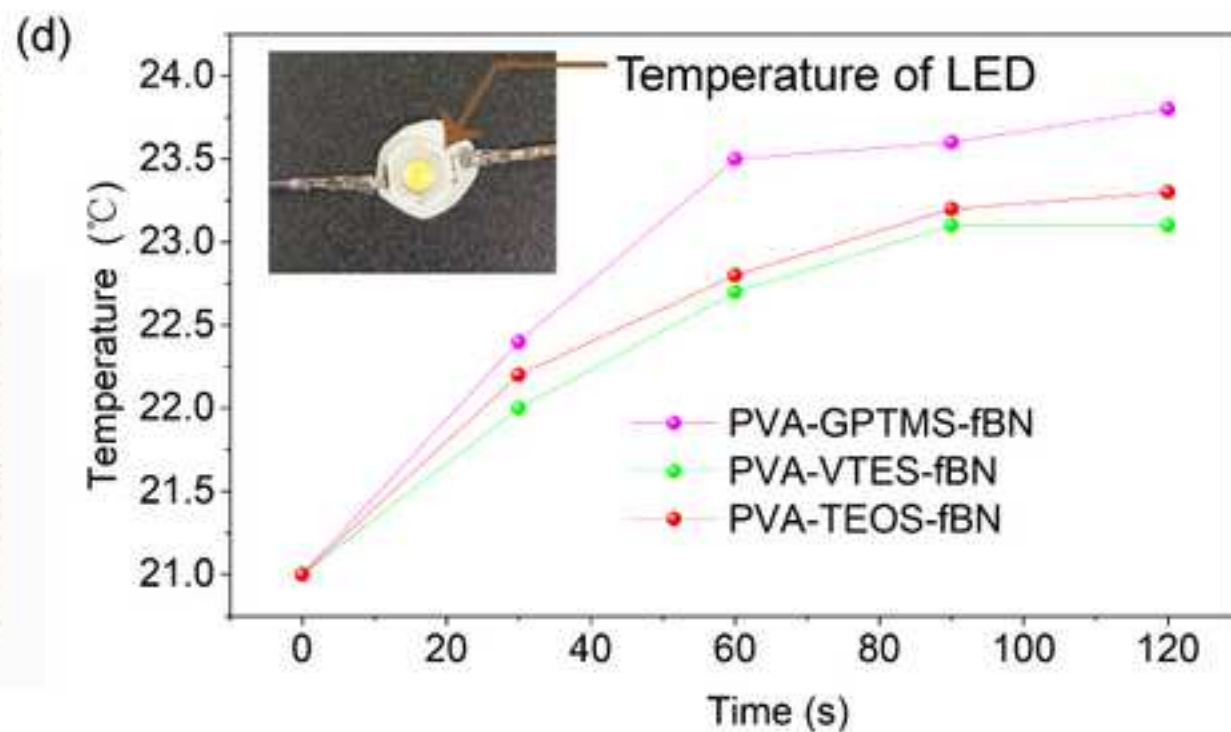 (d)
Temperature of LED
Temperature (℃)
24.0
23.5
23.0
22.5
22.0
21.5
21.0
PVA-GPTMS-fBN
PVA-VTES-fBN
PVA-TEOS-fBN
0 20 40 60 80 100 120
Time (s)